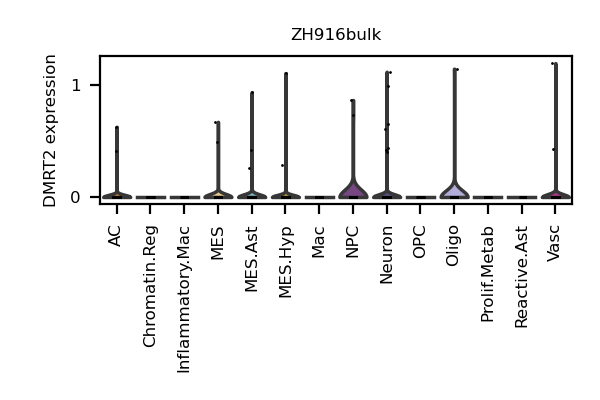 ZH916bulk
DMRT2 expression
1
0
AC
Chromatin.Reg
Inflammatory.Mac
MES
MES.Ast
MES.Hyp
Mac
NPC
Neuron
OPC
Oligo
Prolif.Metab
Reactive.Ast
Vasc